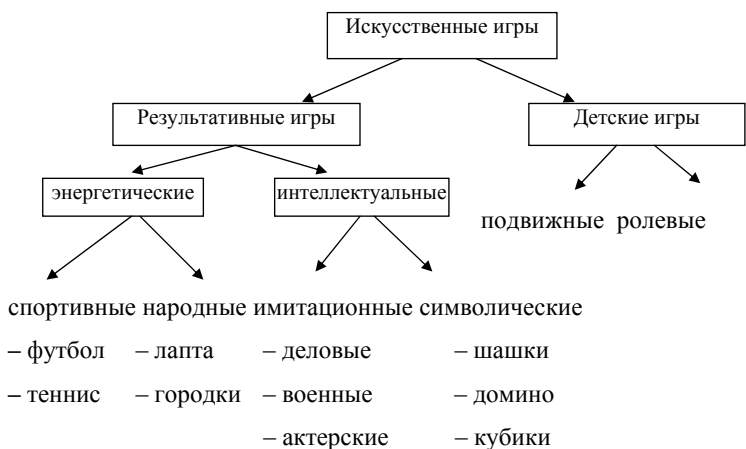 Искусственные игры
Результативные игры Детские игры
энергетические интеллектуальные
подвижные ролевые
спортивные народные имитационные символические
– футбол – лапта – деловые – шашки
– теннис – городки – военные – домино
– актерские – кубики